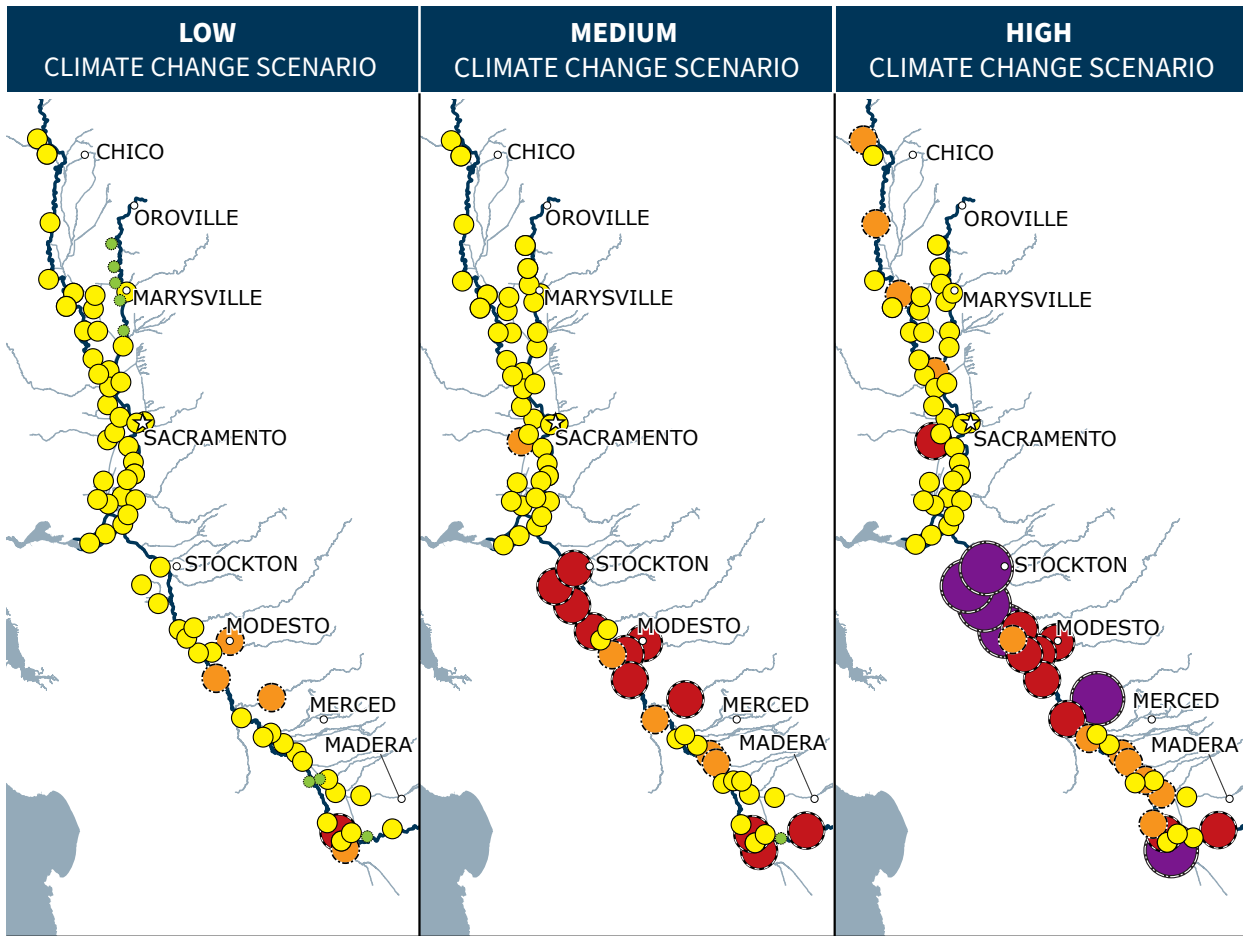 LOW
CLIMATE CHANGE SCENARIO
CHICO
OROVILLE
MARYSVILLE
SACRAMENTO
STOCKTON
MODESTO
MERCED
MADERA
MEDIUM
CLIMATE CHANGE SCENARIO
CHICO
OROVILLE
MARYSVILLE
SACRAMENTO
STOCKTON
MODESTO
MERCED
MADERA
HIGH
CLIMATE CHANGE SCENARIO
CHICO
OROVILLE
MARYSVILLE
SACRAMENTO
STOCKTON
MODESTO
MERCED
MADERA